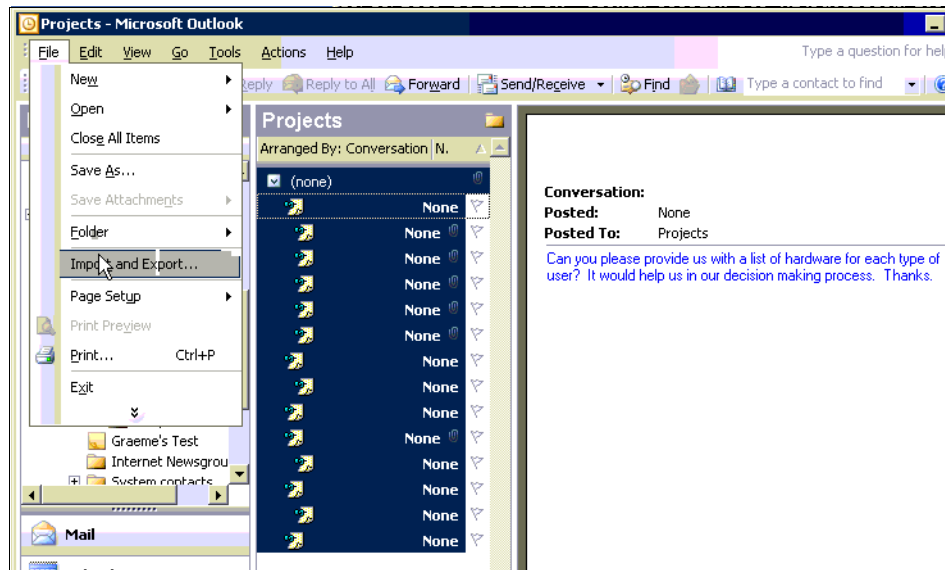 Projects - Microsoft Outlook
File Edit View Go Tools Actions Help Type a question for hel
eply Reply to All Forward Send/Receive Find Type a contact to find
New
Open
Close All Items
Save As...
Save Attachments
Folder
Import and Export...
Page Setup
Print Preview
Print... Ctrl+P
Exit
Graeme's Test
Internet Newsgrou
System contacts
Mail
Projects
Arranged By: Conversation N.
(none)
None
None
None
None
None
None
None
None
None
None
None
None
None
None
Conversation:
Posted: None
Posted To: Projects
Can you please provide us with a list of hardware for each type of
user? It would help us in our decision making process. Thanks.